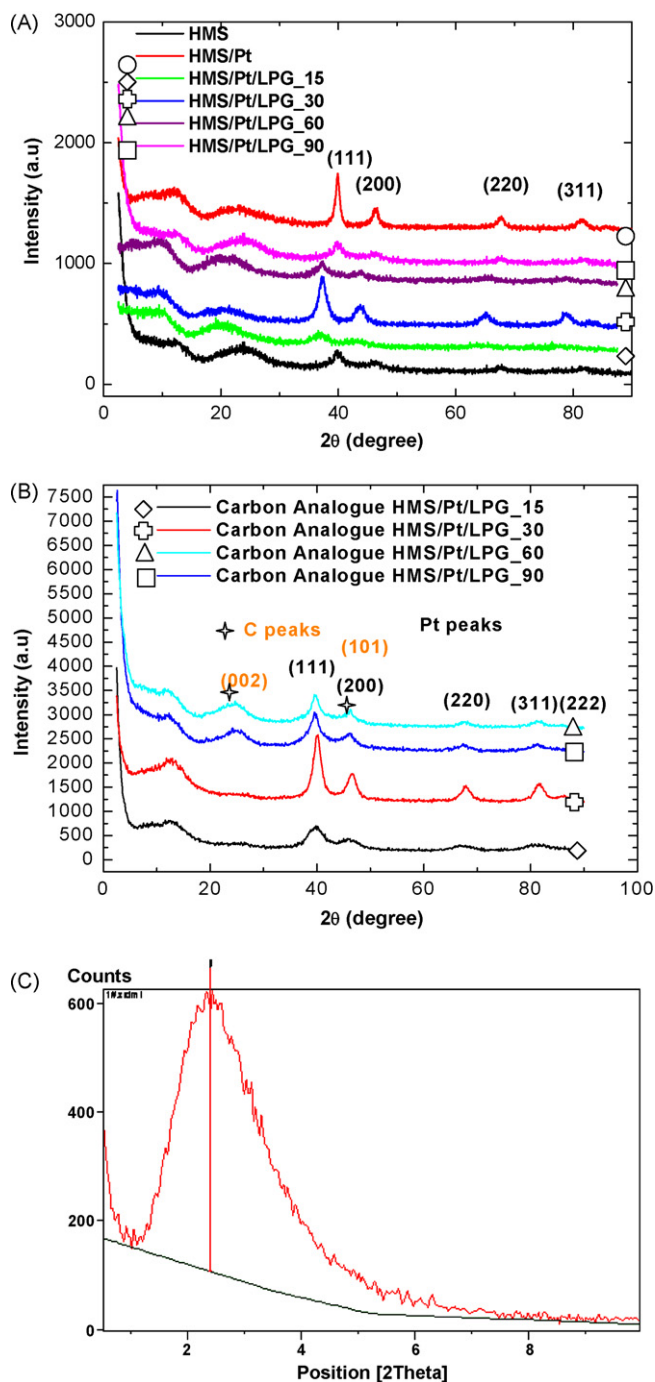 (A)
3000
2000
1000
0
Intensity (a.u)
HMS
HMS/Pt
HMS/Pt/LPG_15
HMS/Pt/LPG_30
HMS/Pt/LPG_60
HMS/Pt/LPG_90
(111)
(200)
(220)
(311)
0 20 40 60 80
2θ (degree)
(B)
7500
7000
6500
6000
5500
5000
4500
4000
3500
3000
2500
2000
1500
1000
500
0
Intensity (a.u)
Carbon Analogue HMS/Pt/LPG_15
Carbon Analogue HMS/Pt/LPG_30
Carbon Analogue HMS/Pt/LPG_60
Carbon Analogue HMS/Pt/LPG_90
C peaks Pt peaks
(101)
(002) (111) (200) (220) (311) (222)
0 20 40 60 80 100
2θ (degree)
(C)
Counts
600
400
200
0
2 4 6 8
Position [2Theta]